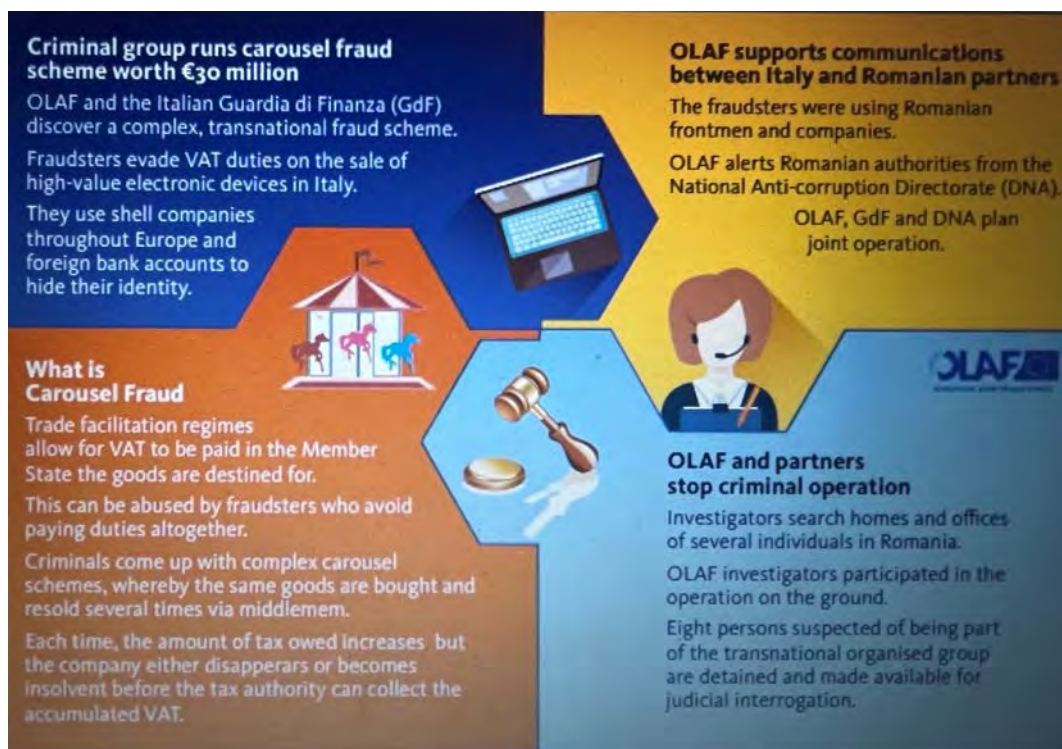 Criminal group runs carousel fraud
scheme worth €30 million
OLAF and the Italian Guardia di Finanza (GdF)
discover a complex, transnational fraud scheme.
Fraudsters evade VAT duties on the sale of
high-value electronic devices in Italy.
They use shell companies
throughout Europe and
foreign bank accounts to
hide their identity.
OLAF supports communications
between Italy and Romanian partners
The fraudsters were using Romanian
frontmen and companies.
OLAF alerts Romanian authorities from the
National Anti-corruption Directorate (DNA).
OLAF, GdF and DNA plan
joint operation.
What is
Carousel Fraud
Trade facilitation regimes
allow for VAT to be paid in the Member
State the goods are destined for.
This can be abused by fraudsters who avoid
paying duties altogether.
Criminals come up with complex carousel
schemes, whereby the same goods are bought and
resold several times via middlemem.
Each time, the amount of tax owed increases but
the company either disapperars or becomes
insolvent before the tax authority can collect the
accumulated VAT.
OLAF
OLAF and partners
stop criminal operation
Investigators search homes and offices
of several individuals in Romania.
OLAF investigators participated in the
operation on the ground.
Eight persons suspected of being part
of the transnational organised group
are detained and made available for
judicial interrogation.